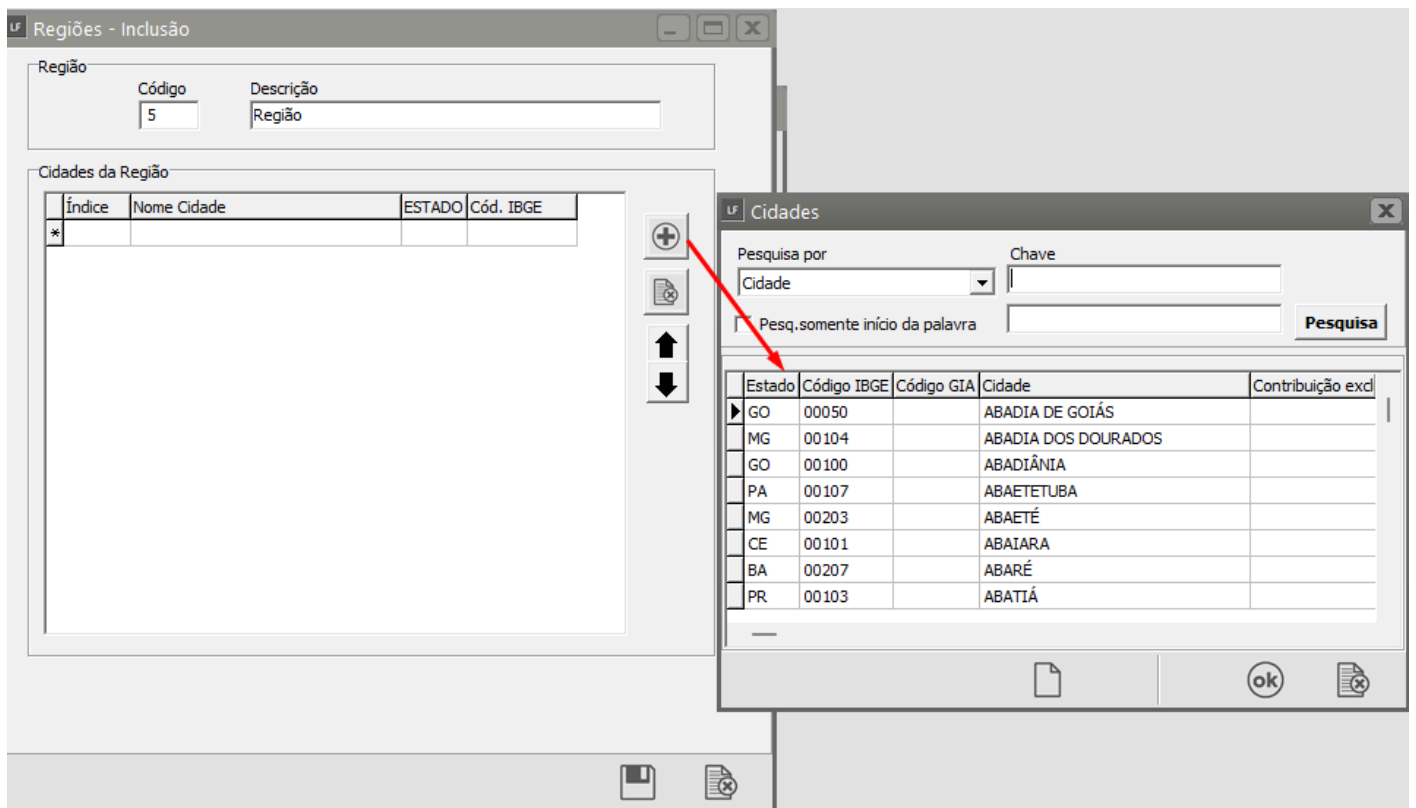 LF Regiões - Inclusão
Região
Código Descrição
5 Região
Cidades da Região
Índice Nome Cidade ESTADO Cód. IBGE
*
LF Cidades
Pesquisa por Chave
Cidade
Pesq.somente início da palavra Pesquisa
Estado Código IBGE Código GIA Cidade Contribuição excl
GO 00050 ABADIA DE GOIÁS
MG 00104 ABADIA DOS DOURADOS
GO 00100 ABADIÂNIA
PA 00107 ABAETETUBA
MG 00203 ABAETÉ
CE 00101 ABAIARA
BA 00207 ABARÉ
PR 00103 ABATIÁ
ok